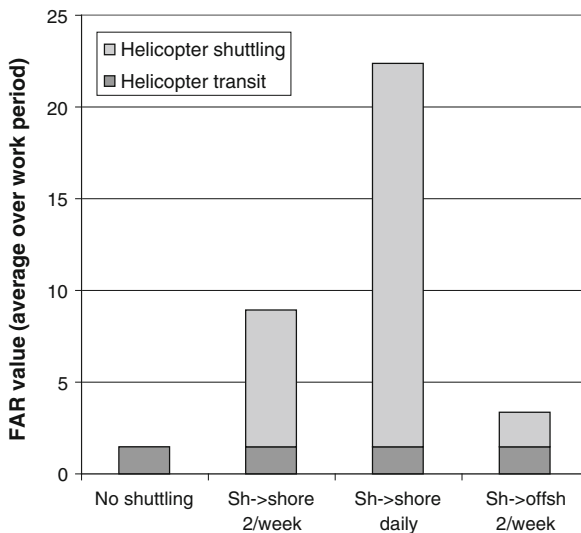 FAR value (average over work period)
25
20
15
10
5
0
Helicopter shuttling
Helicopter transit
No shuttling
Sh->shore
2/week
Sh->shore
daily
Sh->offsh
2/week